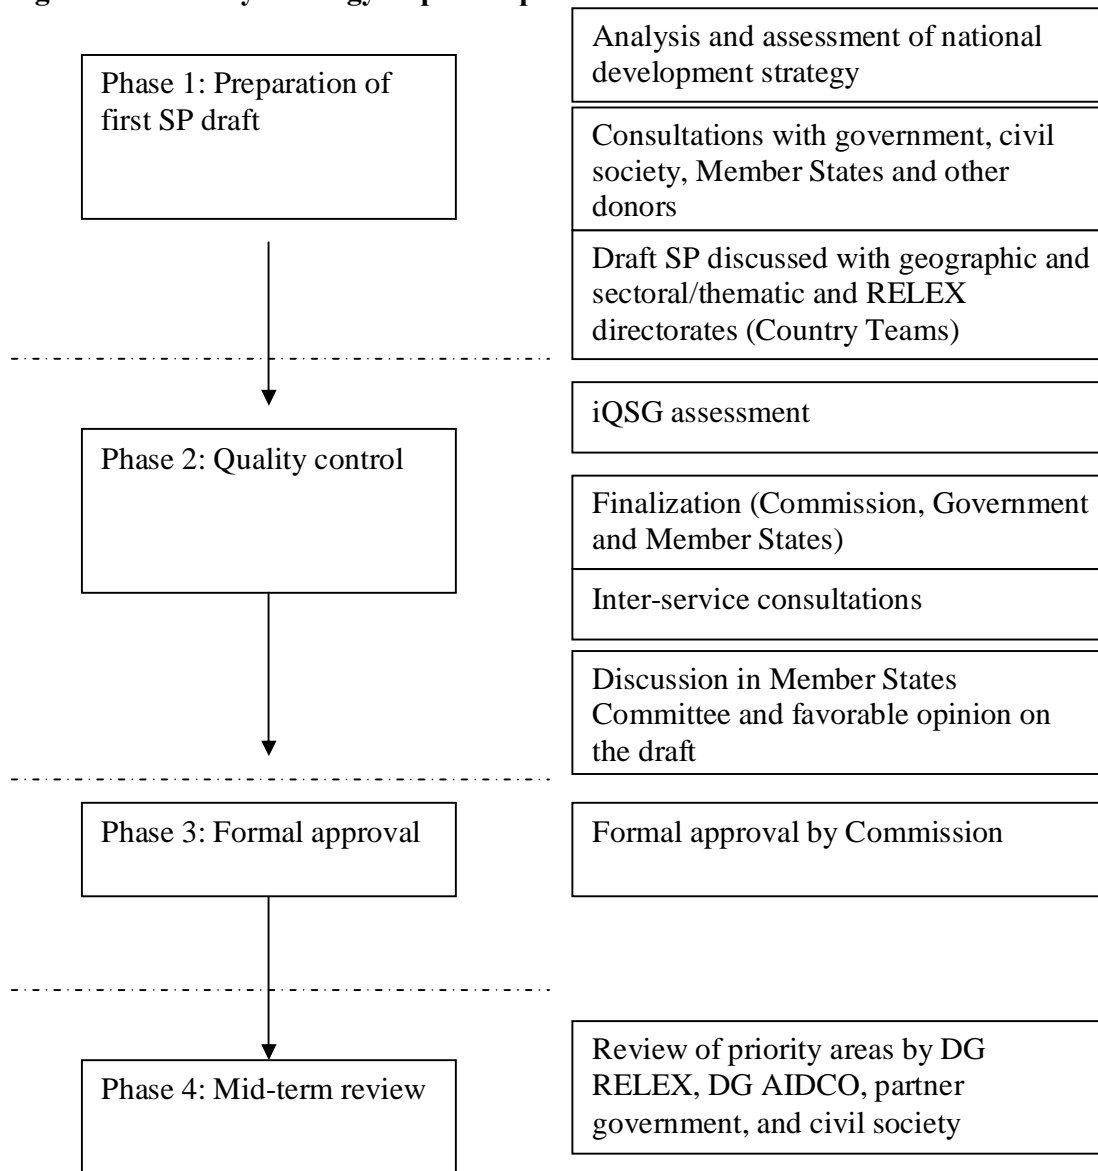 Phase 1: Preparation of
first SP draft
Analysis and assessment of national
development strategy
Consultations with government, civil
society, Member States and other
donors
Draft SP discussed with geographic and
sectoral/thematic and RELEX
directorates (Country Teams)
Phase 2: Quality control
iQSG assessment
Finalization (Commission, Government
and Member States)
Inter-service consultations
Discussion in Member States
Committee and favorable opinion on
the draft
Phase 3: Formal approval
Formal approval by Commission
Phase 4: Mid-term review
Review of priority areas by DG
RELEX, DG AIDCO, partner
government, and civil society